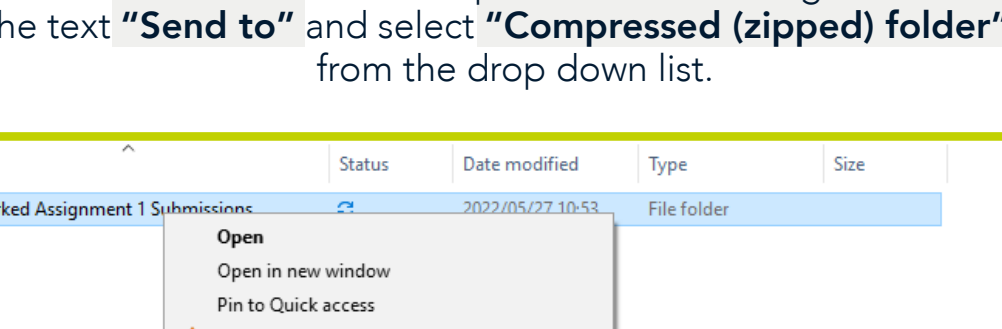 the text “Send to” and select “Compressed (zipped) folder”
from the drop down list.
Status Date modified Type Size
ked Assignment 1 Submissions 2022/05/27 10:53 File folder
Open
Open in new window
Pin to Quick access